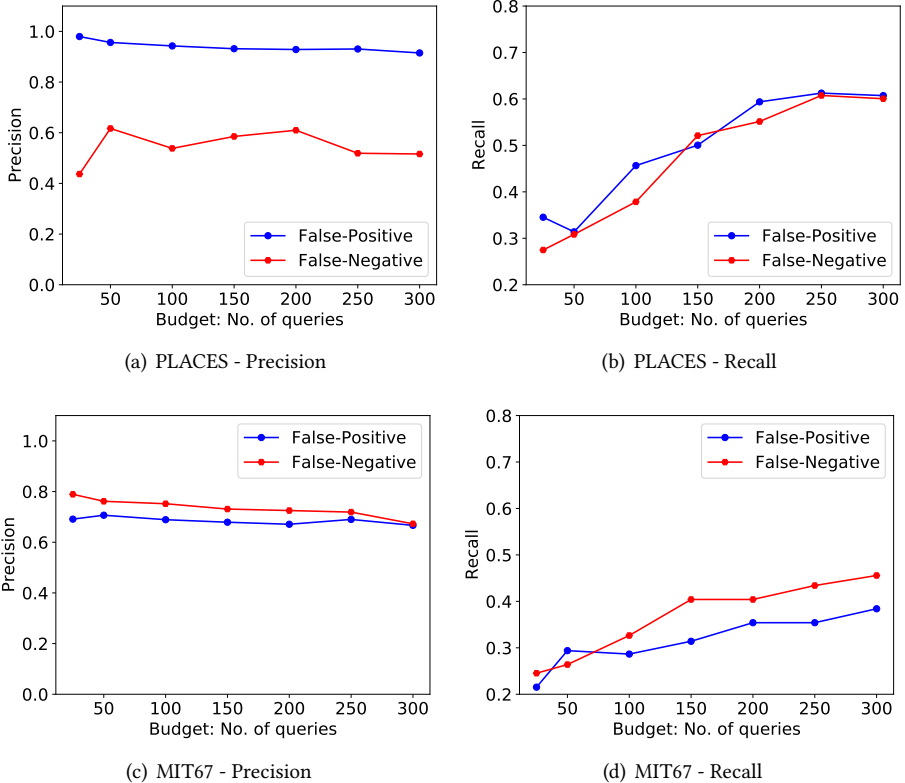 1.0
0.8
0.6
0.4
0.2
0.0
Precision
False-Positive
False-Negative
50 100 150 200 250 300
Budget: No. of queries
(a) PLACES - Precision
0.8
0.7
0.6
0.5
0.4
0.3
0.2
Recall
False-Positive
False-Negative
50 100 150 200 250 300
Budget: No. of queries
(b) PLACES - Recall
1.0
0.8
0.6
0.4
0.2
0.0
Precision
False-Positive
False-Negative
50 100 150 200 250 300
Budget: No. of queries
(c) MIT67 - Precision
0.8
0.7
0.6
0.5
0.4
0.3
0.2
Recall
False-Positive
False-Negative
50 100 150 200 250 300
Budget: No. of queries
(d) MIT67 - Recall